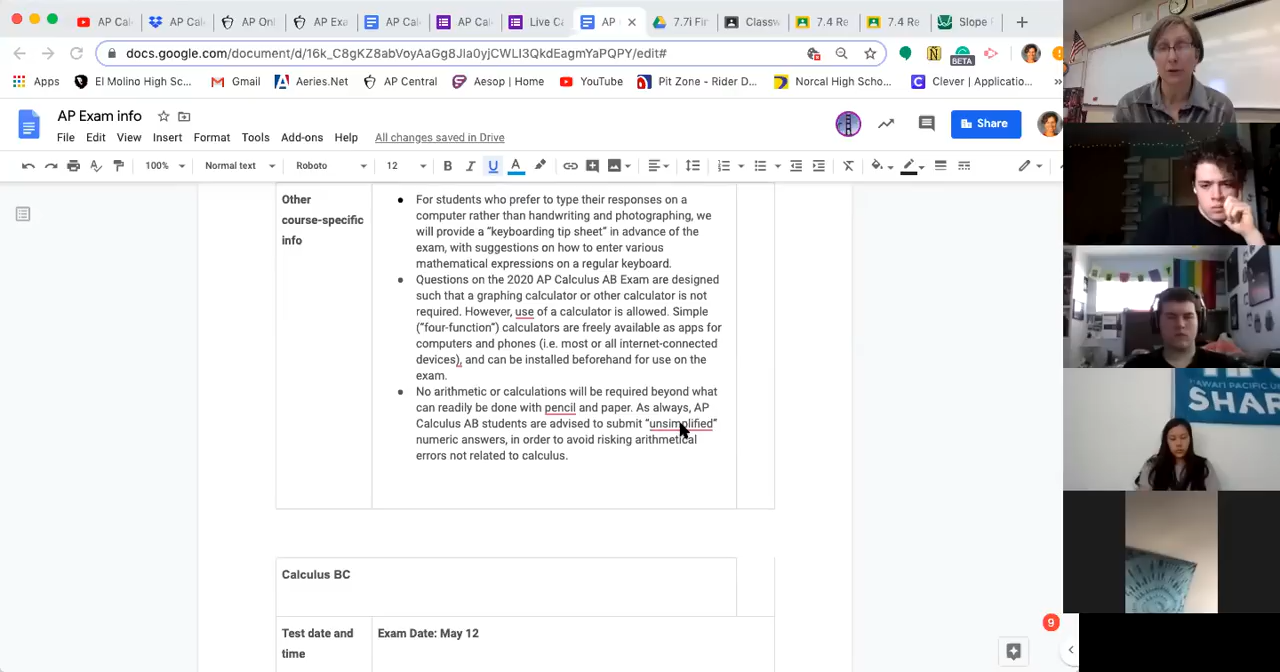 AP Calc
AP Cal
AP Onl
AP Exa
AP Cal
AP Cal
Live Ca
AP
7.7i Fin
Classw
7.4 Re
7.4 Re
Slope
docs.google.com/document/d/
BETA
Apps
El Molino High Sc...
Gmail
Aeries.Net
AP Central
Aesop | Home
YouTube
Pit Zone - Rider D...
Norcal High Scho...
Clever | Applicatio...
»
AP Exam info
File Edit View Insert Format Tools Add-ons Help All changes saved in Drive
Share
100% Normal text Roboto 12 B I U A
Other
course-specific
info
● For students who prefer to type their responses on a
computer rather than handwriting and photographing, we
will provide a “keyboarding tip sheet” in advance of the
exam, with suggestions on how to enter various
mathematical expressions on a regular keyboard.
● Questions on the 2020 AP Calculus AB Exam are designed
such that a graphing calculator or other calculator is not
required. However, use of a calculator is allowed. Simple
(“four-function”) calculators are freely available as apps for
computers and phones (i.e. most or all internet-connected
devices), and can be installed beforehand for use on the
exam.
● No arithmetic or calculations will be required beyond what
can readily be done with pencil and paper. As always, AP
Calculus AB students are advised to submit “unsimplified”
numeric answers, in order to avoid risking arithmetical
errors not related to calculus.
Calculus BC
Test date and
time
Exam Date: May 12
9
HAWAI'I PACIFIC U
SHAR